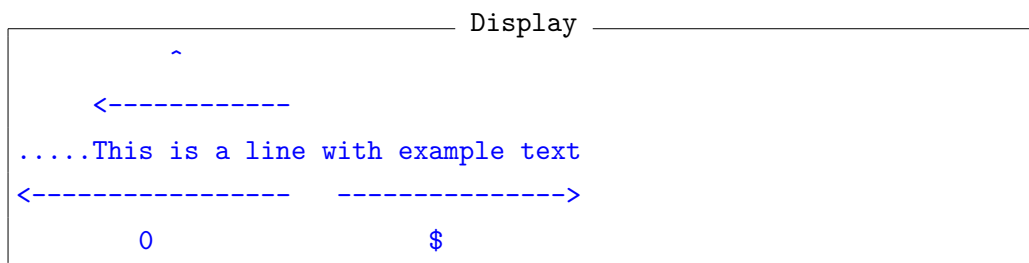 Display
^
<------------
.....This is a line with example text
<----------------- --------------->
0 $